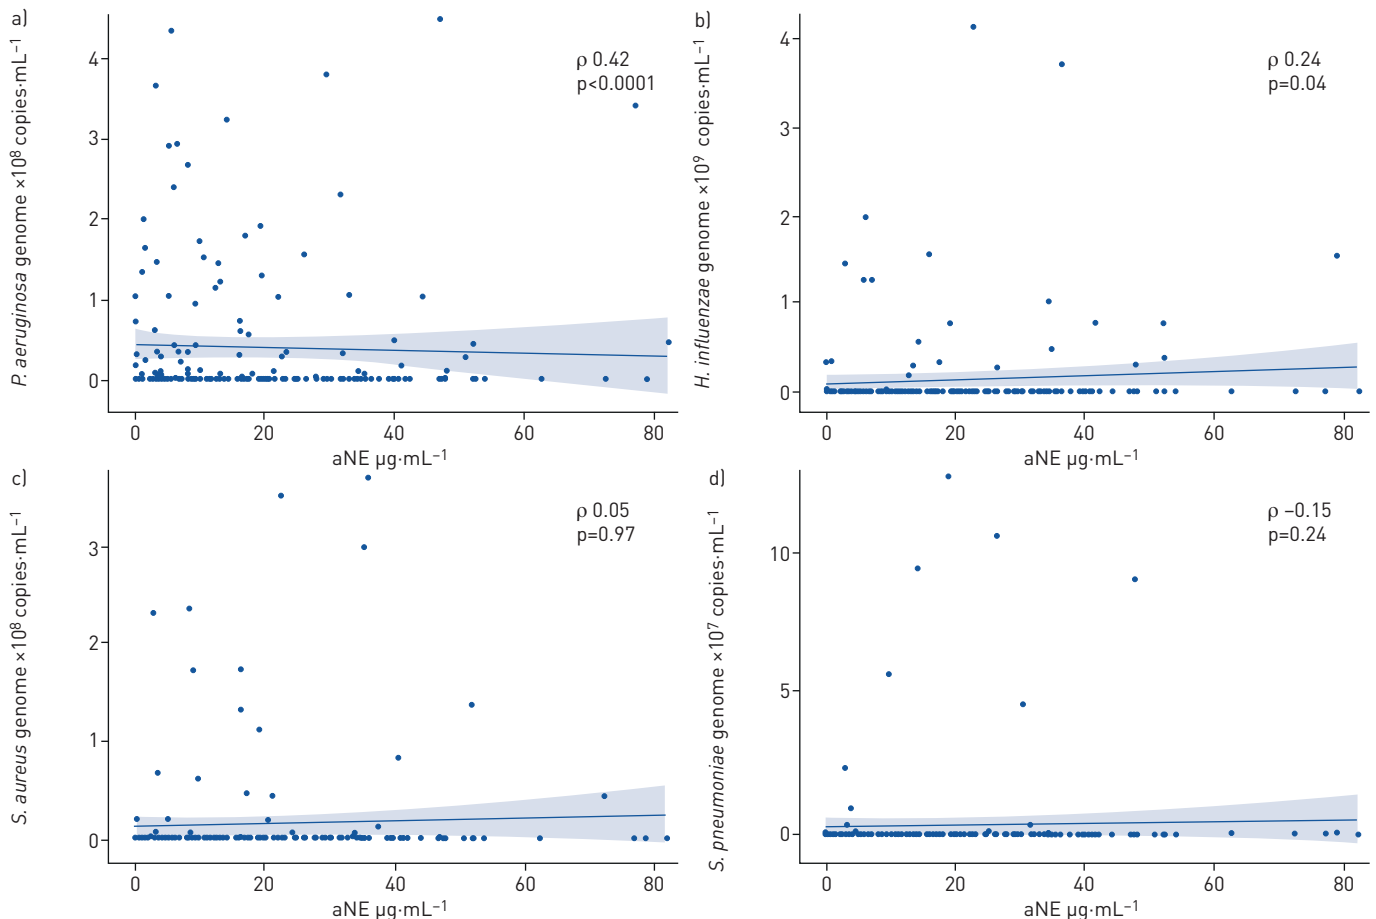 a)
P. aeruginosa genome ×10⁸ copies·mL⁻¹
4
3
2
1
0
ρ 0.42
p<0.0001
0 20 40 60 80
aNE µg·mL⁻¹
b)
H. influenzae genome ×10⁹ copies·mL⁻¹
4
3
2
1
0
ρ 0.24
p=0.04
0 20 40 60 80
aNE µg·mL⁻¹
c)
S. aureus genome ×10⁸ copies·mL⁻¹
3
2
1
0
ρ 0.05
p=0.97
0 20 40 60 80
aNE µg·mL⁻¹
d)
S. pneumoniae genome ×10⁷ copies·mL⁻¹
10
5
0
ρ −0.15
p=0.24
0 20 40 60 80
aNE µg·mL⁻¹